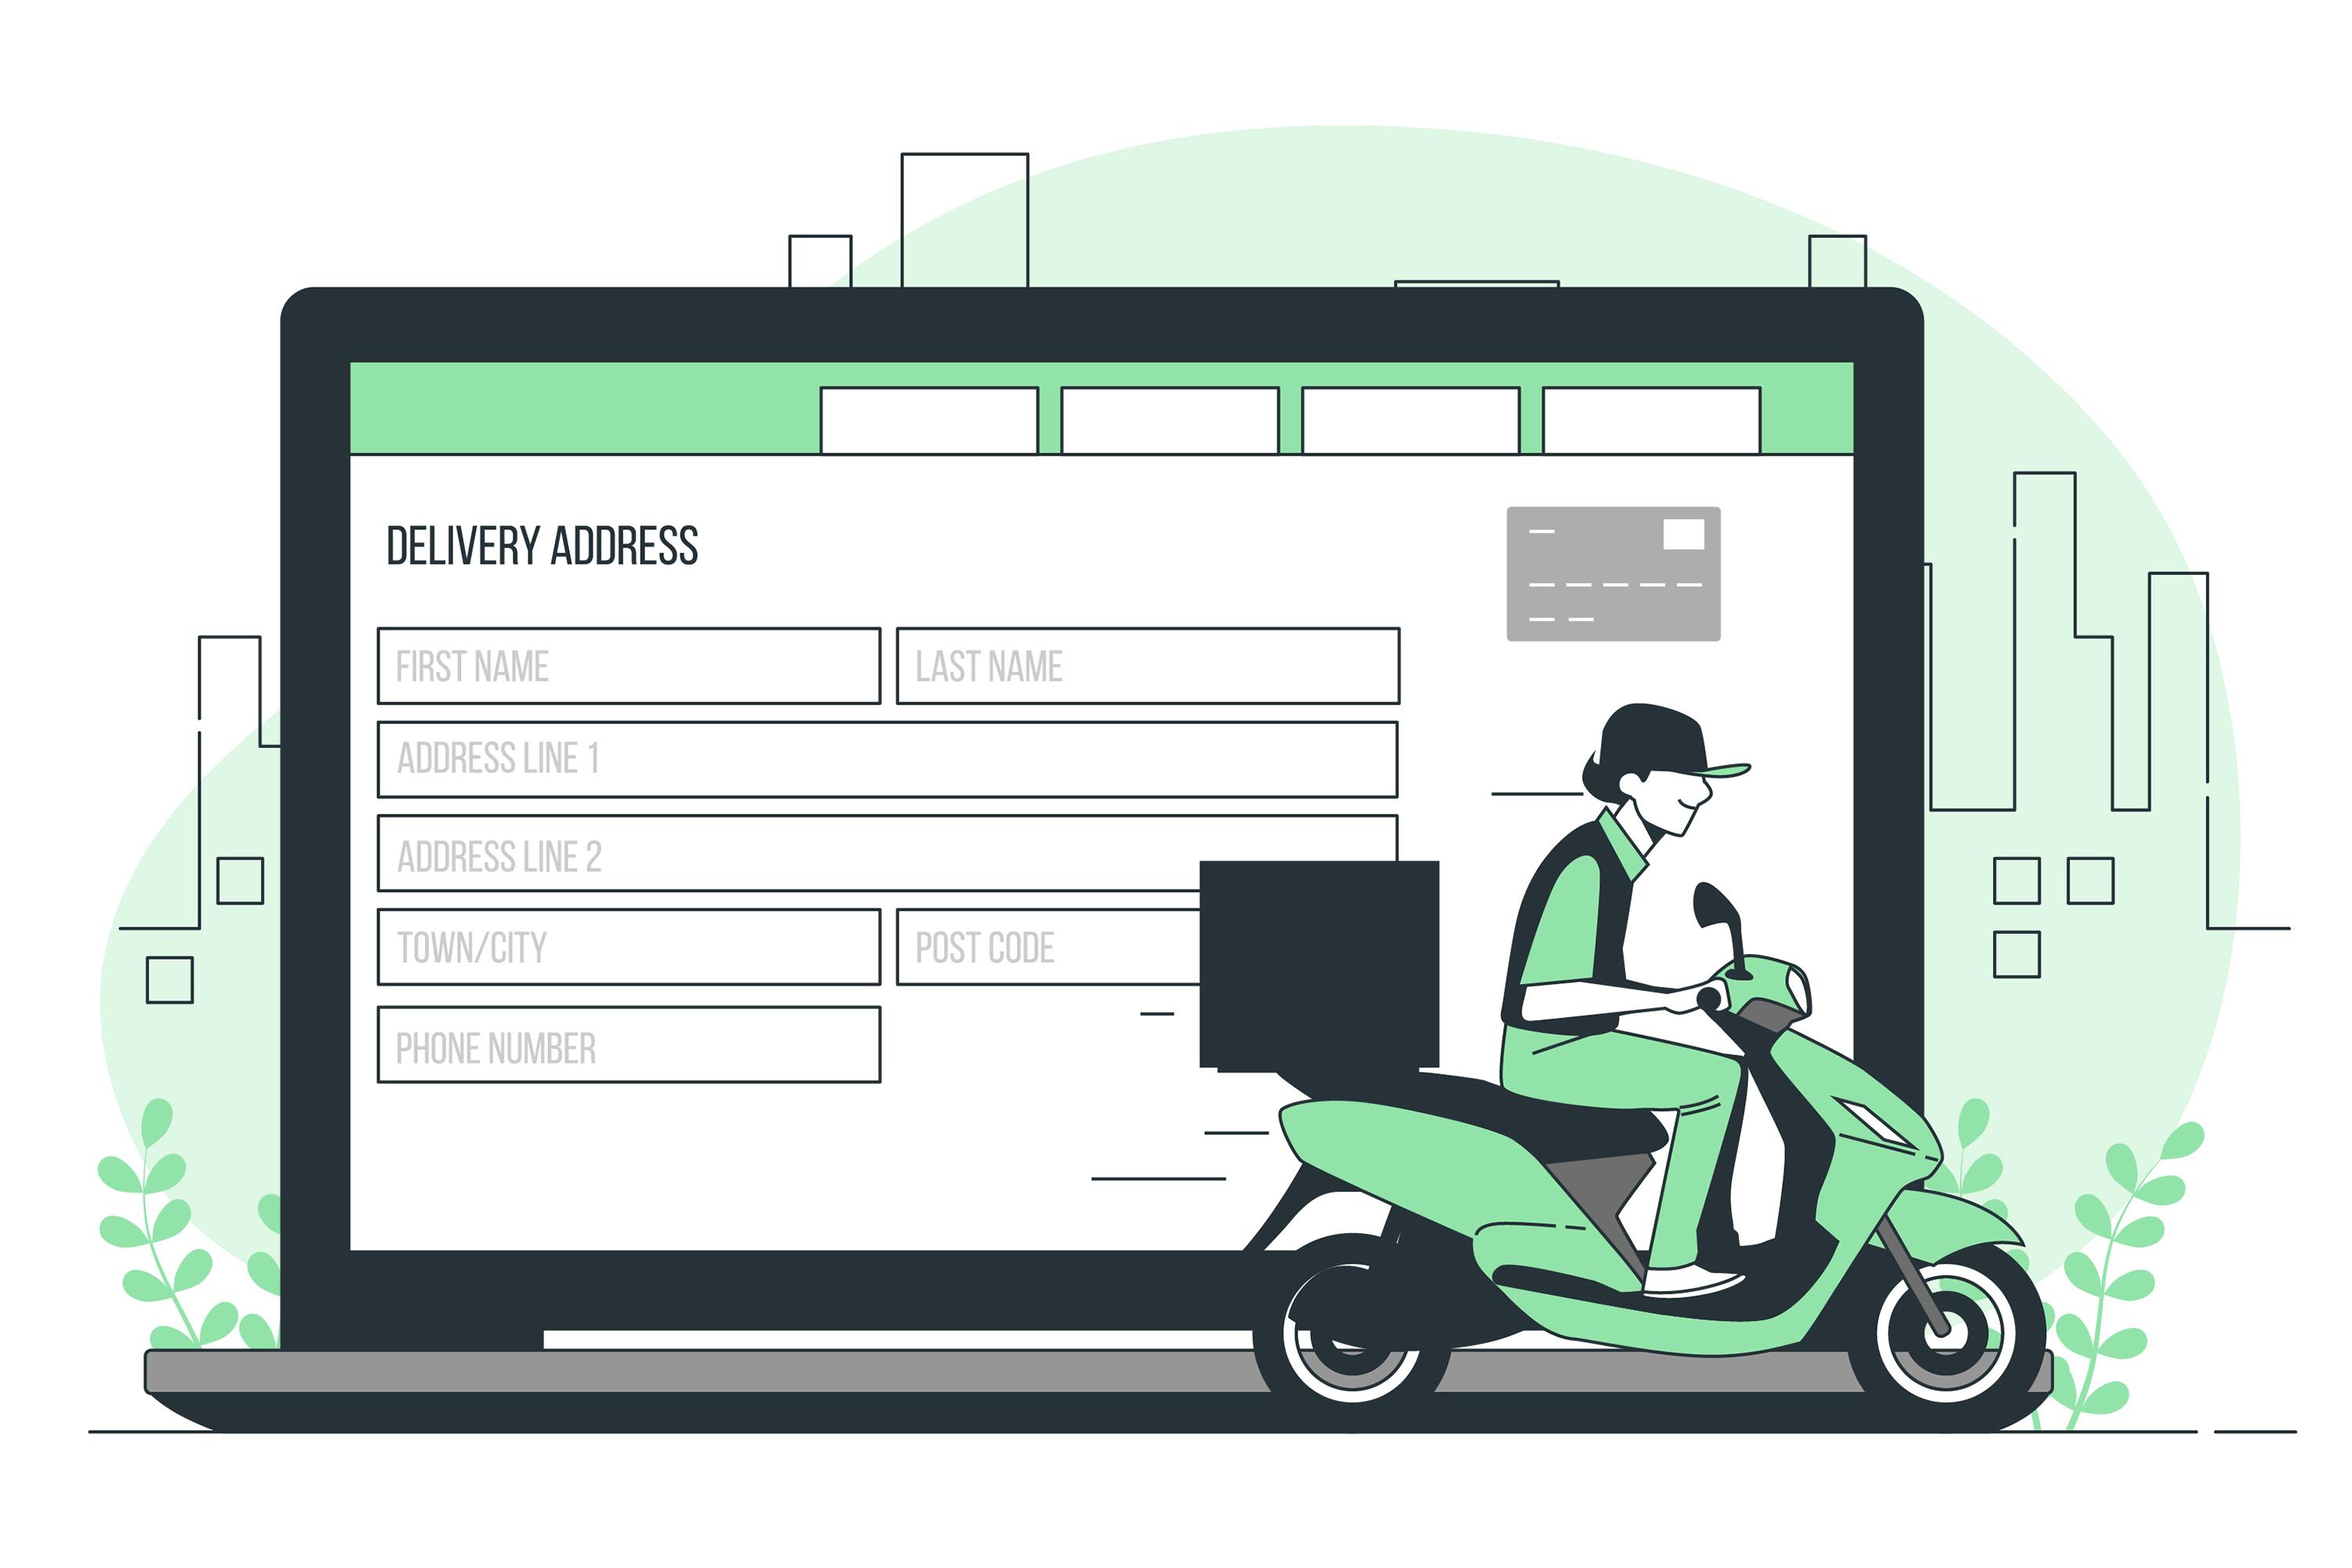 DELIVERY ADDRESS
FIRST NAME
LAST NAME
ADDRESS LINE 1
ADDRESS LINE 2
TOWN/CITY
POST CODE
PHONE NUMBER